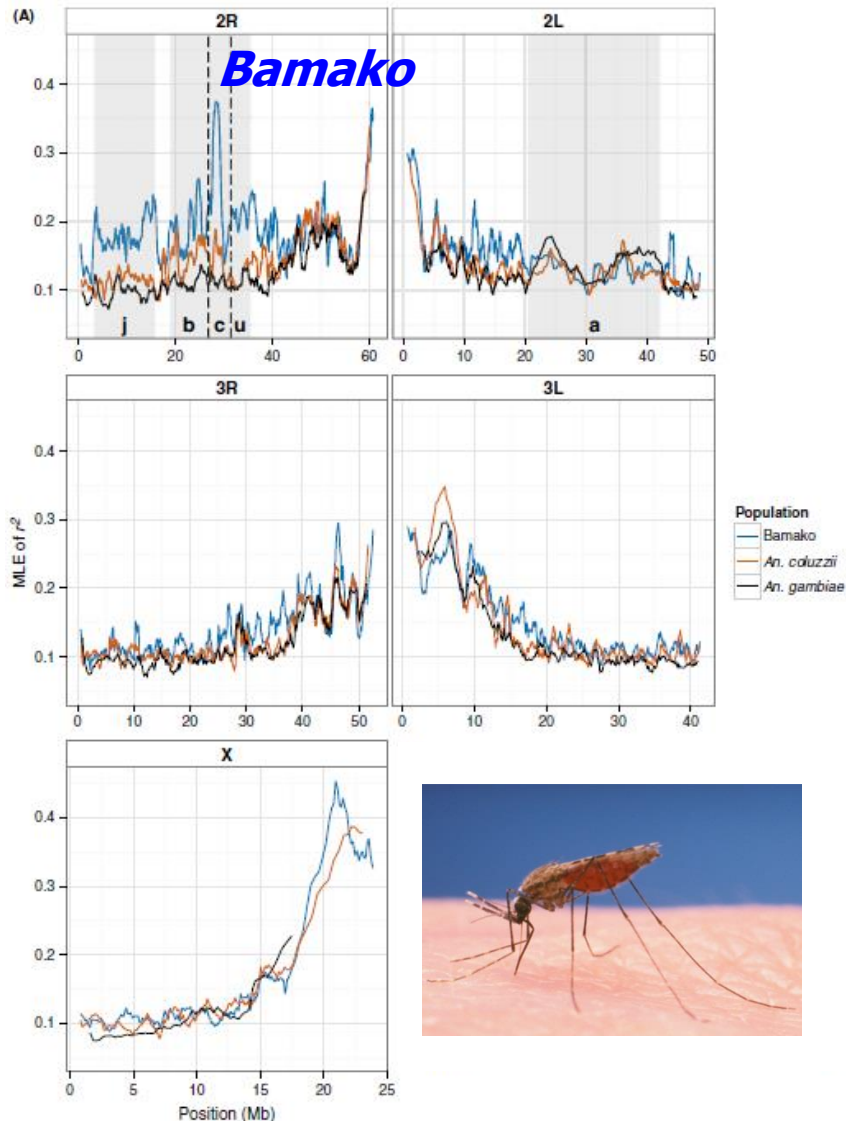 (A)
2R
2L
Bamako
0.4
0.3
0.2
0.1
j
b
c
u
a
0
20
40
60
0
10
20
30
40
50
3R
3L
0.4
0.3
0.2
0.1
0
10
20
30
40
50
0
10
20
30
40
MLE of r²
Population
Bamako
An. coluzzii
An. gambiae
X
0.4
0.3
0.2
0.1
0
5
10
15
20
25
Position (Mb)